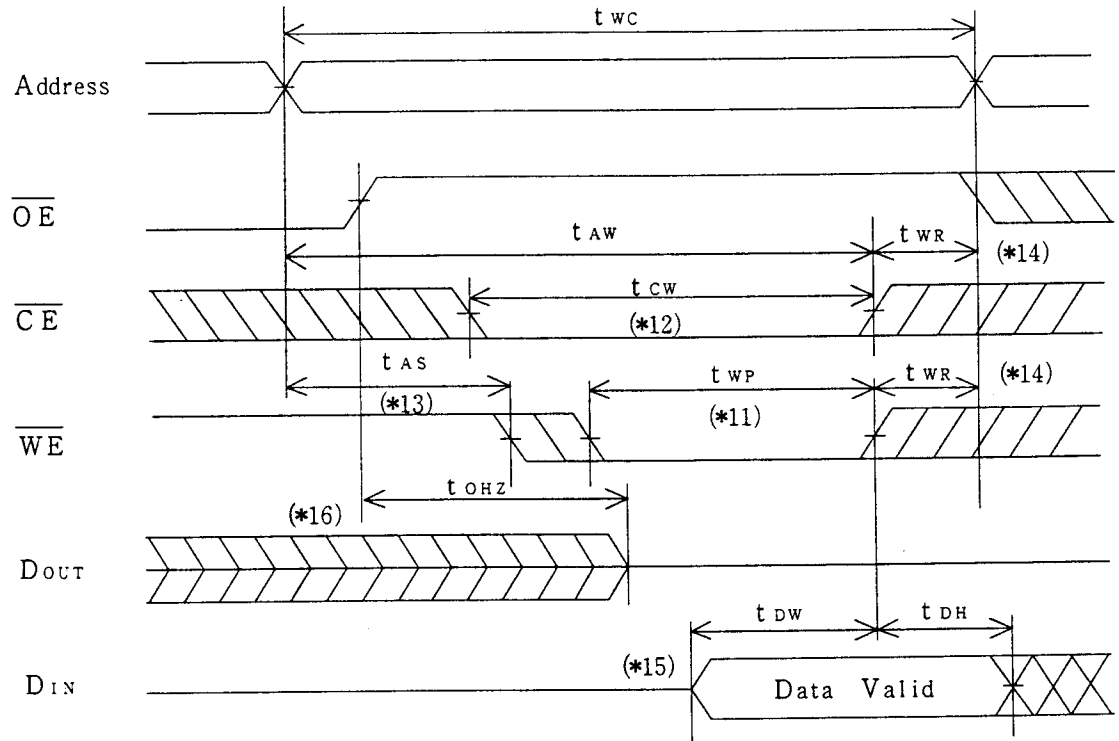 t WC
Address
OE
t AW
t WR
(*14)
CE
t CW
(*12)
t AS
(*13)
t WP
(*11)
t WR
(*14)
WE
t OHZ
(*16)
DOUT
t DW
t DH
(*15)
DIN
Data Valid